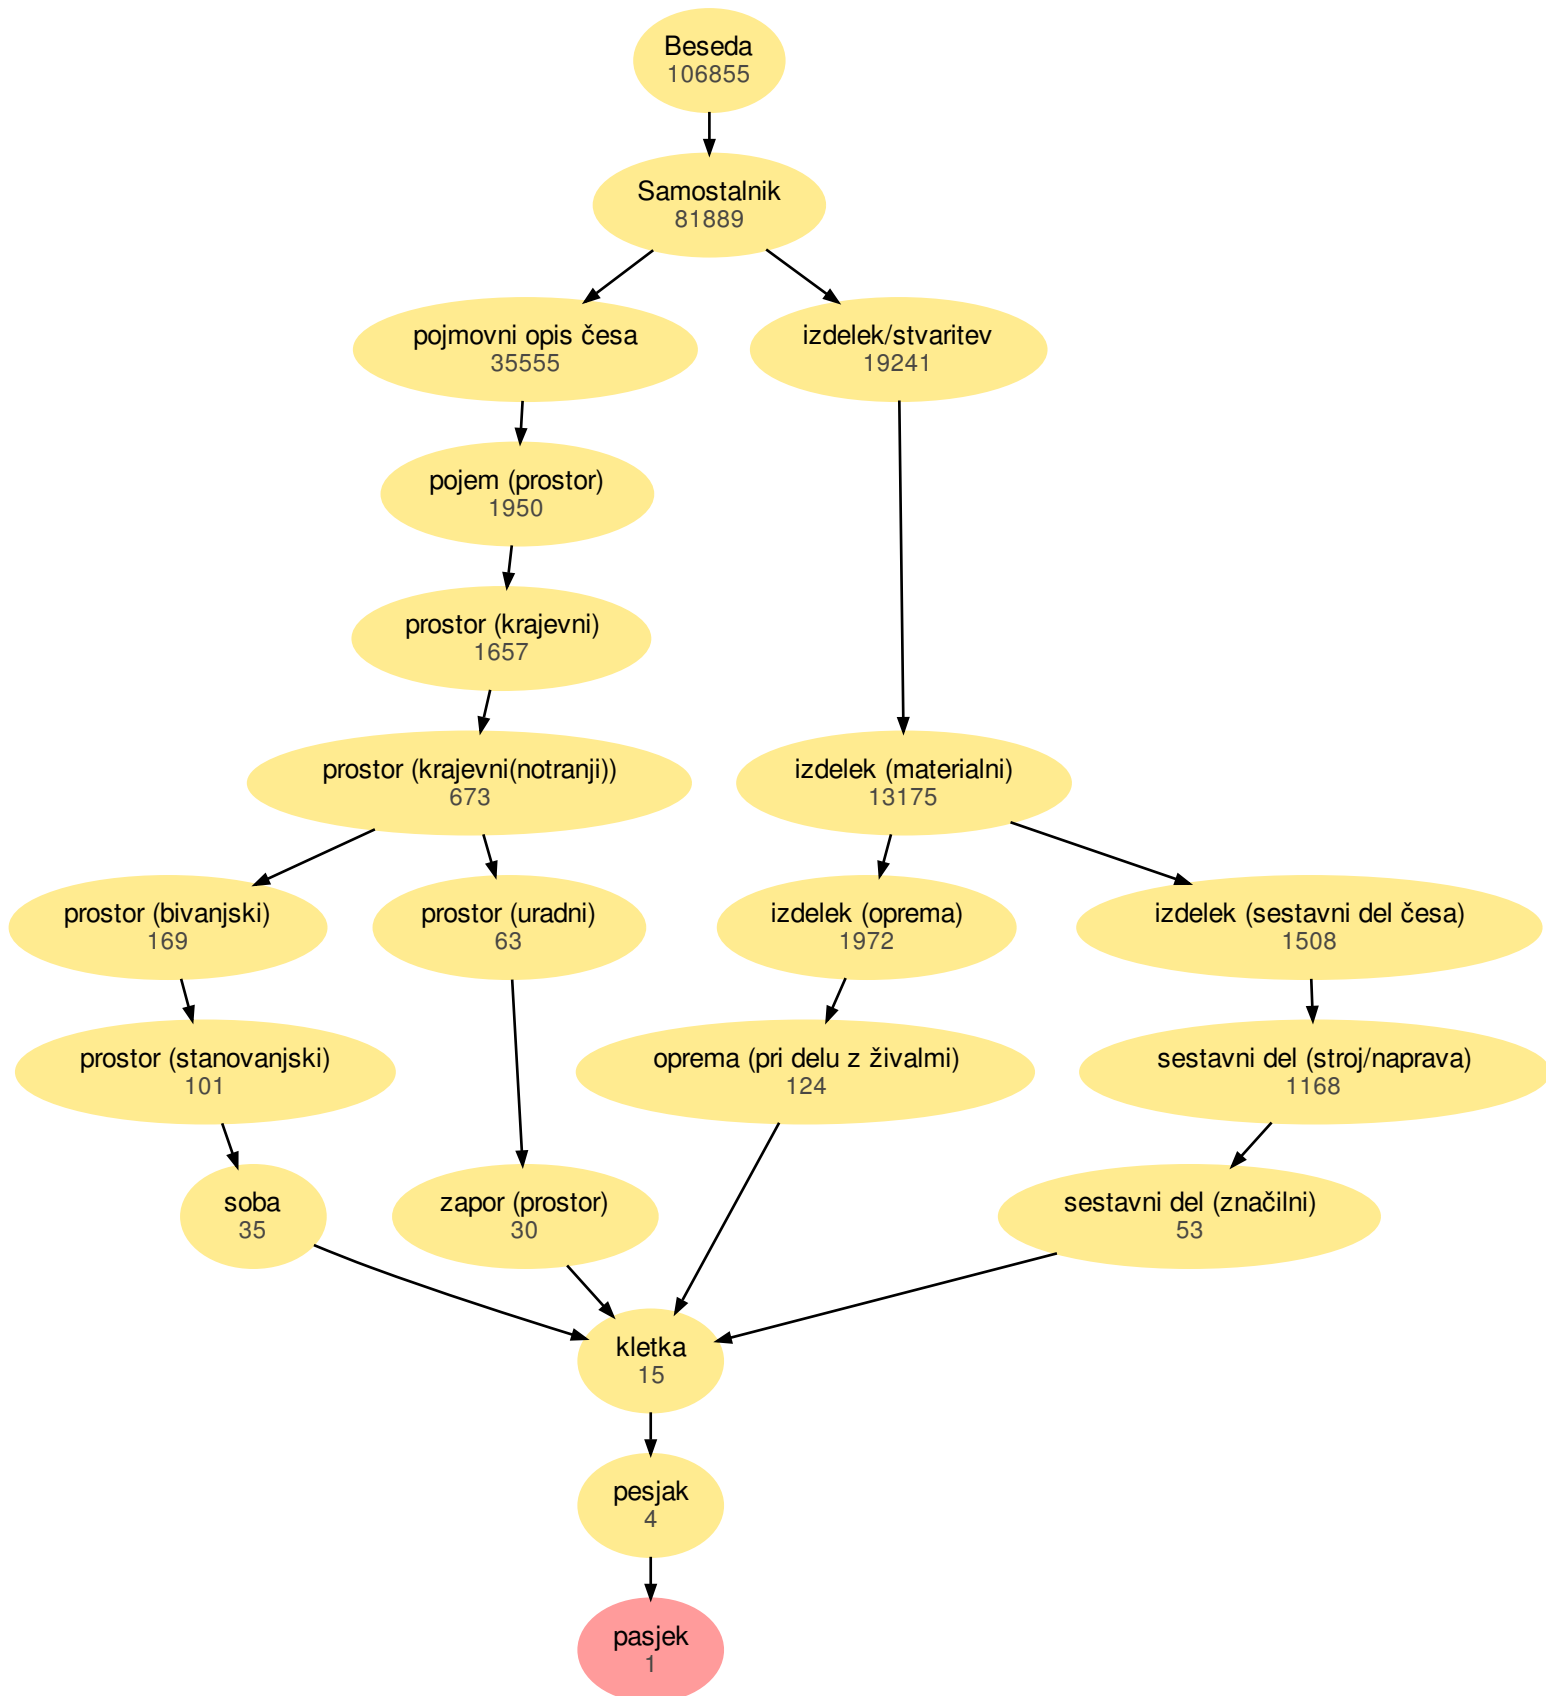 Beseda
106855
Samostalnik
81889
pojmovni opis česa
35555
izdelek/stvaritev
19241
pojem (prostor)
1950
prostor (krajevni)
1657
prostor (krajevni(notranji))
673
izdelek (materialni)
13175
prostor (bivanjski)
169
prostor (uradni)
63
izdelek (oprema)
1972
izdelek (sestavni del česa)
1508
prostor (stanovanjski)
101
oprema (pri delu z živalmi)
124
sestavni del (stroj/naprava)
1168
soba
35
zapor (prostor)
30
sestavni del (značilni)
53
kletka
15
pesjak
4
pasjek
1